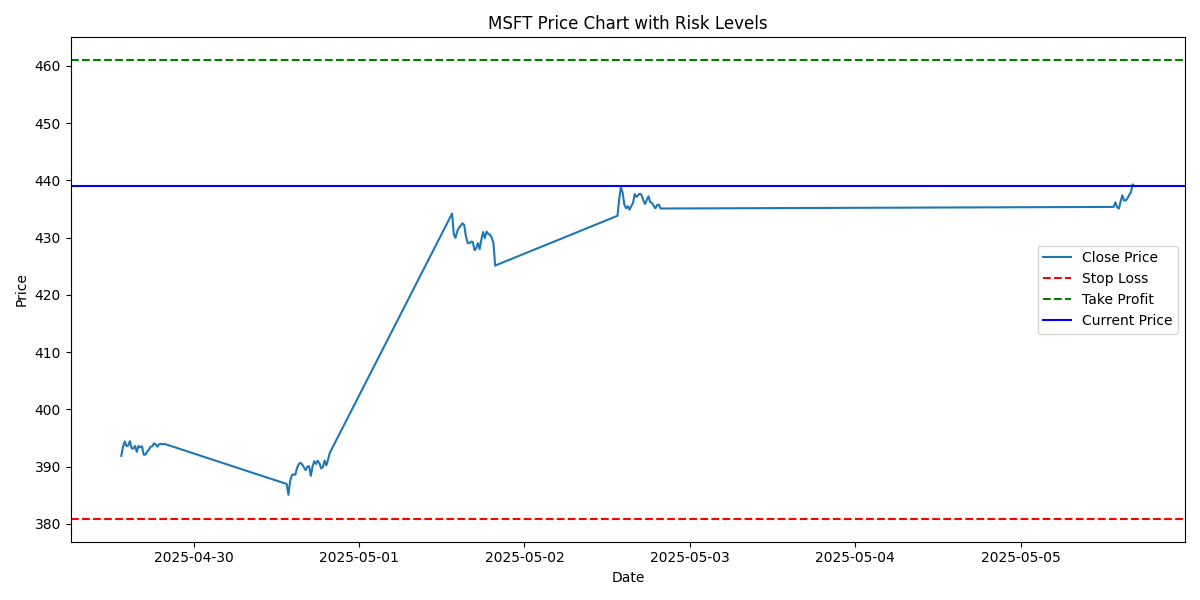 MSFT Price Chart with Risk Levels
460
450
440
430
420
410
400
390
380
Price
Close Price
Stop Loss
Take Profit
Current Price
2025-04-30
2025-05-01
2025-05-02
2025-05-03
2025-05-04
2025-05-05
Date